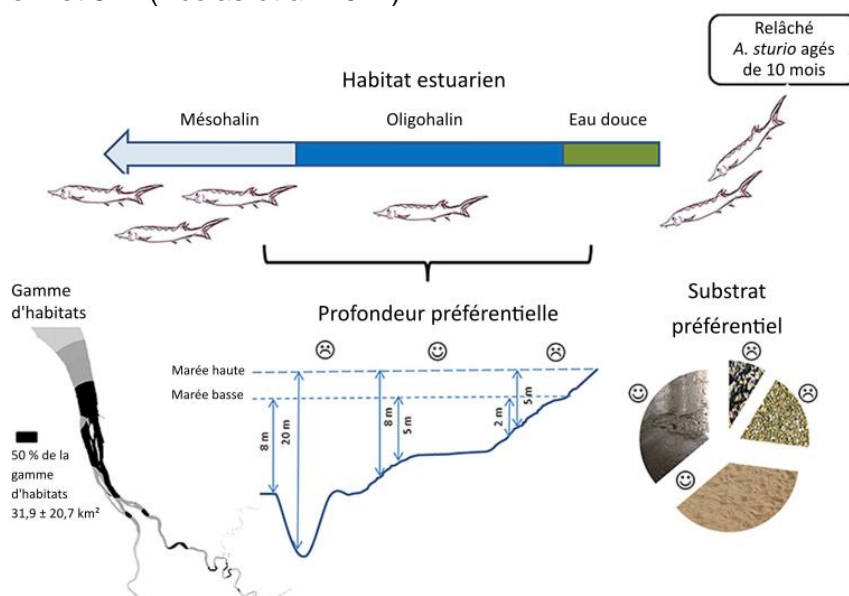 Relâché
A. sturio agés
de 10 mois
Habitat estuarien
Mésohalin
Oligohalin
Eau douce
Gamme
d'habitats
Profondeur préférentielle
Substrat
préférentiel
Marée haute
Marée basse
8 m
20 m
8 m
5 m
2 m
5 m
50 % de la
gamme
d'habitats
31,9 ± 20,7 km²